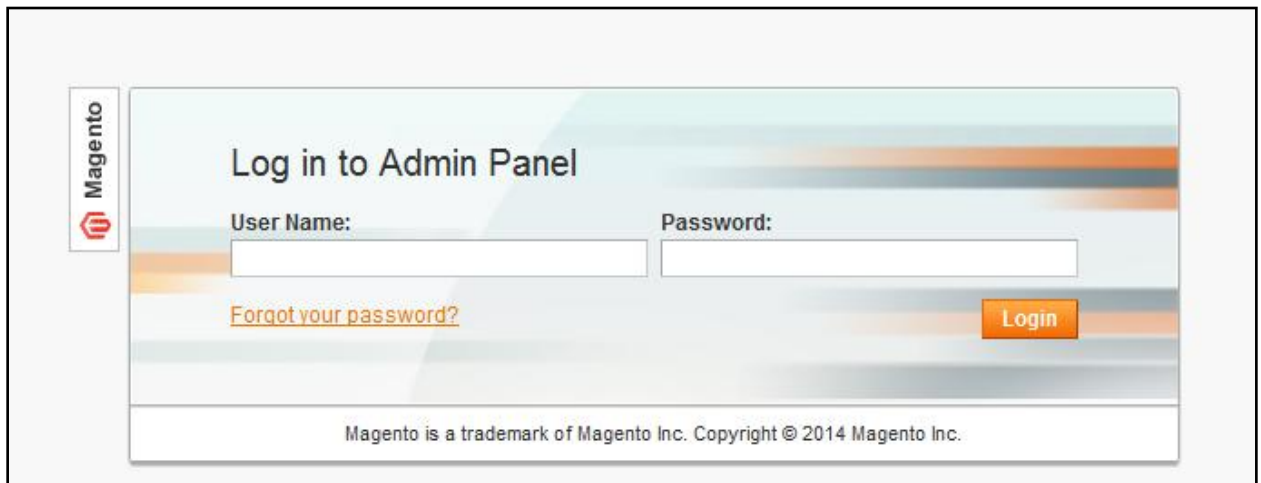 Magento
Log in to Admin Panel
User Name: Password:
Forgot your password? Login
Magento is a trademark of Magento Inc. Copyright © 2014 Magento Inc.